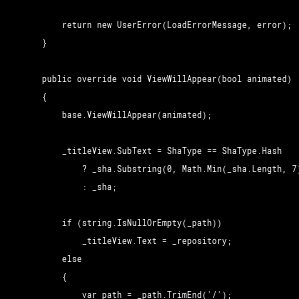 return new UserError(LoadErrorMessage, error);
}
public override void ViewWillAppear(bool animated)
{
base.ViewWillAppear(animated);
_titleView.SubText = ShaType == ShaType.Hash
? _sha.Substring(0, Math.Min(_sha.Length, 7)
: _sha;
if (string.IsNullOrEmpty(_path))
_titleView.Text = _repository;
else
{
var path = _path.TrimEnd('/');